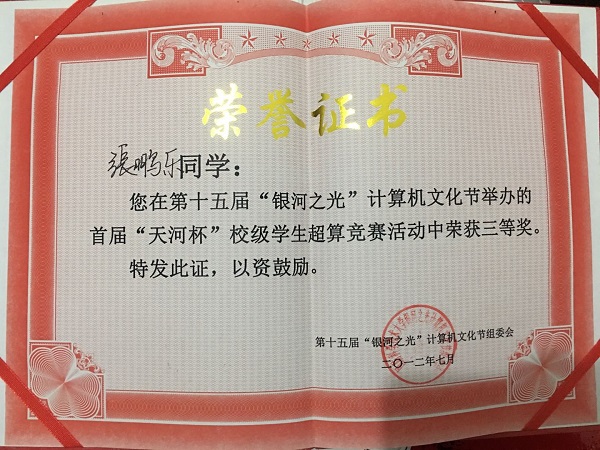 荣誉证书
張鹏乐同学：
您在第十五届“银河之光”计算机文化节举办的
首届“天河杯”校级学生超算竞赛活动中荣获三等奖。
特发此证，以资鼓励。
第十五届“银河之光”计算机文化节组委会
二〇一二年七月